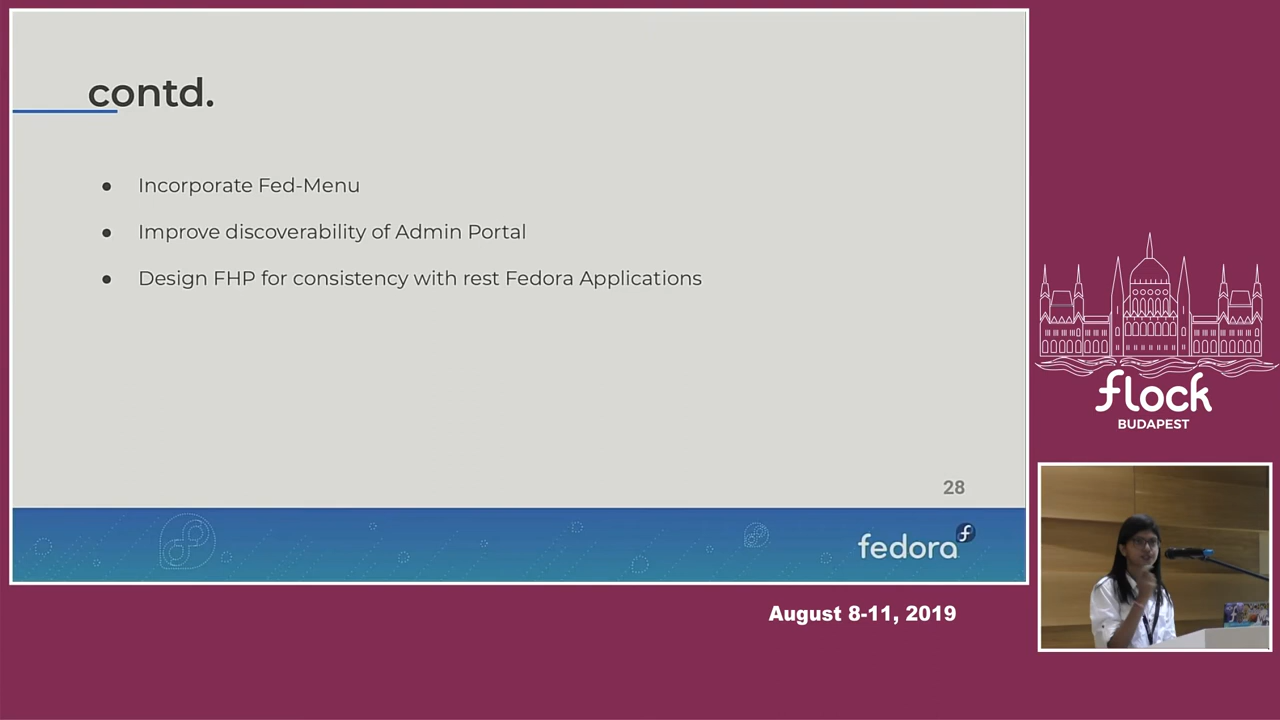 contd.
● Incorporate Fed-Menu
● Improve discoverability of Admin Portal
● Design FHP for consistency with rest Fedora Applications
28
fedora
flock
BUDAPEST
August 8-11, 2019